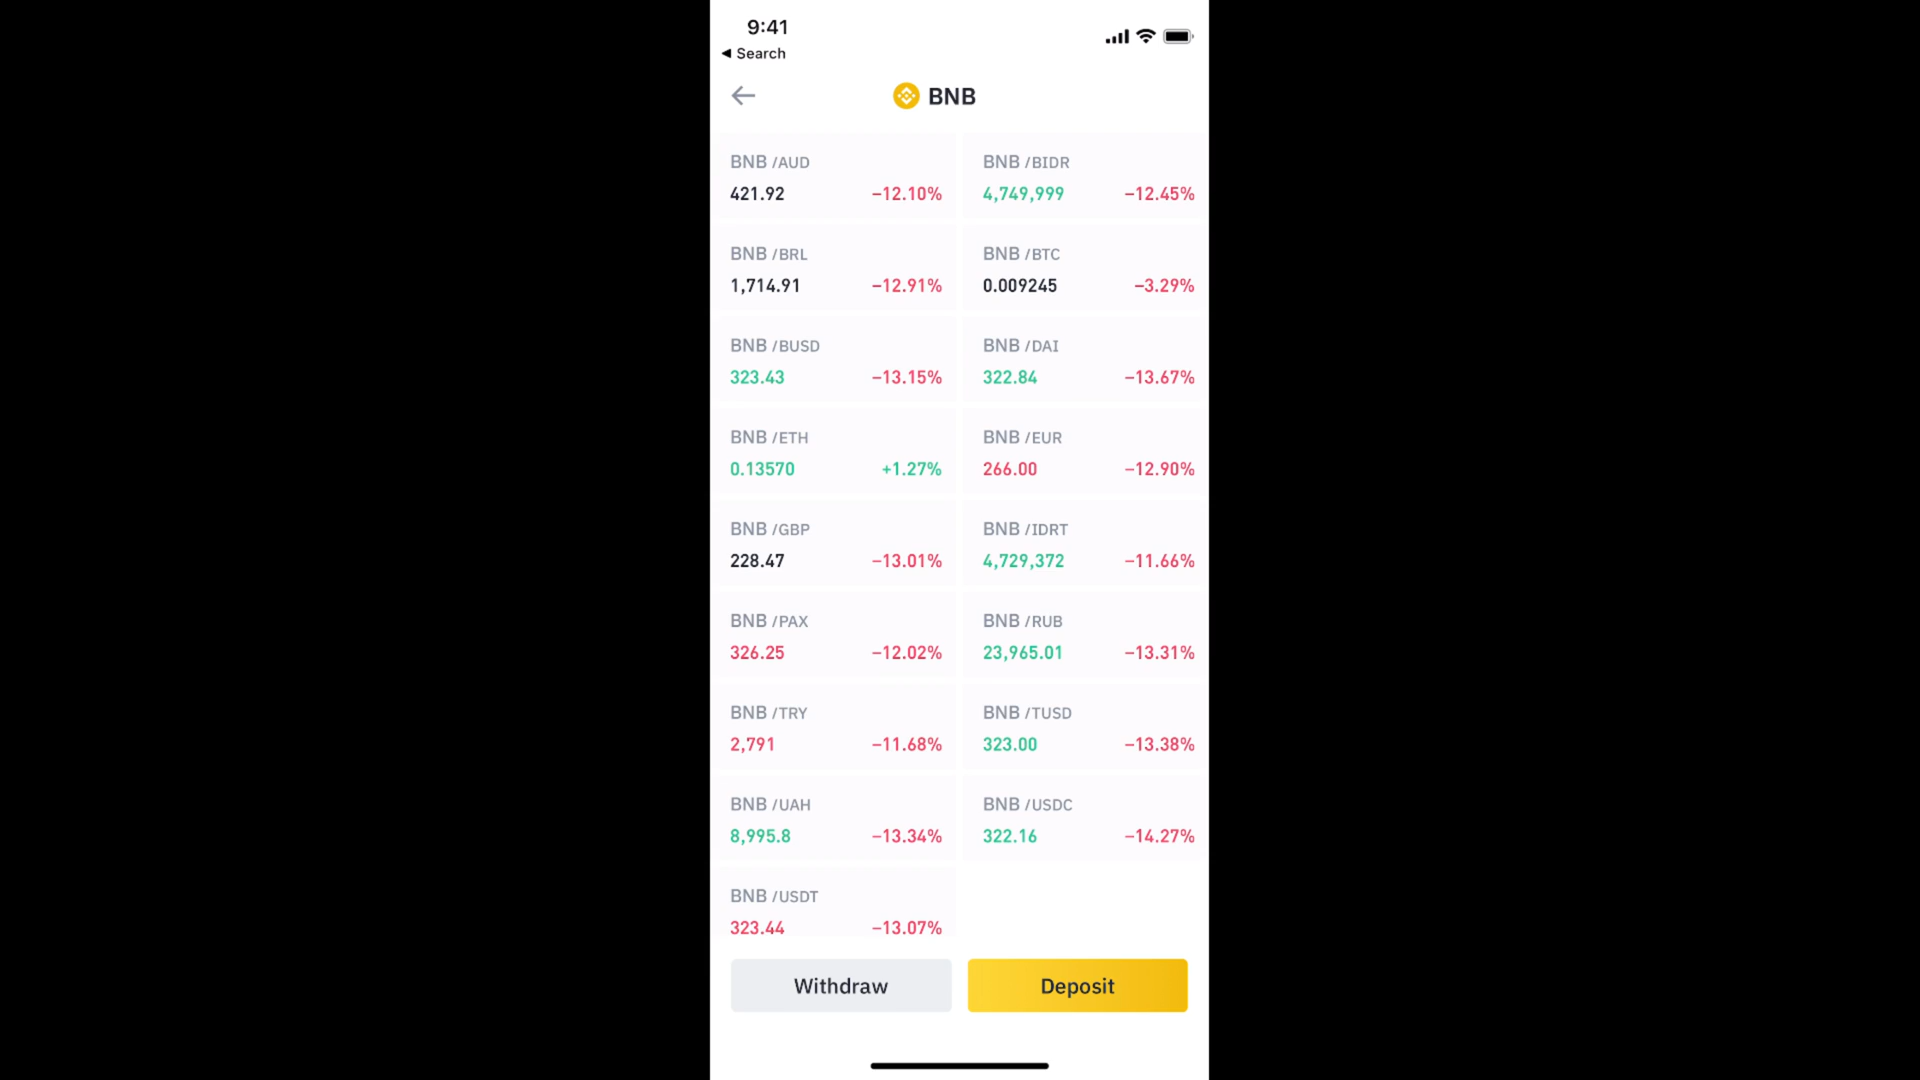 9:41
◀ Search
BNB
BNB /AUD
421.92 −12.10%
BNB /BIDR
4,749,999 −12.45%
BNB /BRL
1,714.91 −12.91%
BNB /BTC
0.009245 −3.29%
BNB /BUSD
323.43 −13.15%
BNB /DAI
322.84 −13.67%
BNB /ETH
0.13570 +1.27%
BNB /EUR
266.00 −12.90%
BNB /GBP
228.47 −13.01%
BNB /IDRT
4,729,372 −11.66%
BNB /PAX
326.25 −12.02%
BNB /RUB
23,965.01 −13.31%
BNB /TRY
2,791 −11.68%
BNB /TUSD
323.00 −13.38%
BNB /UAH
8,995.8 −13.34%
BNB /USDC
322.16 −14.27%
BNB /USDT
323.44 −13.07%
Withdraw
Deposit